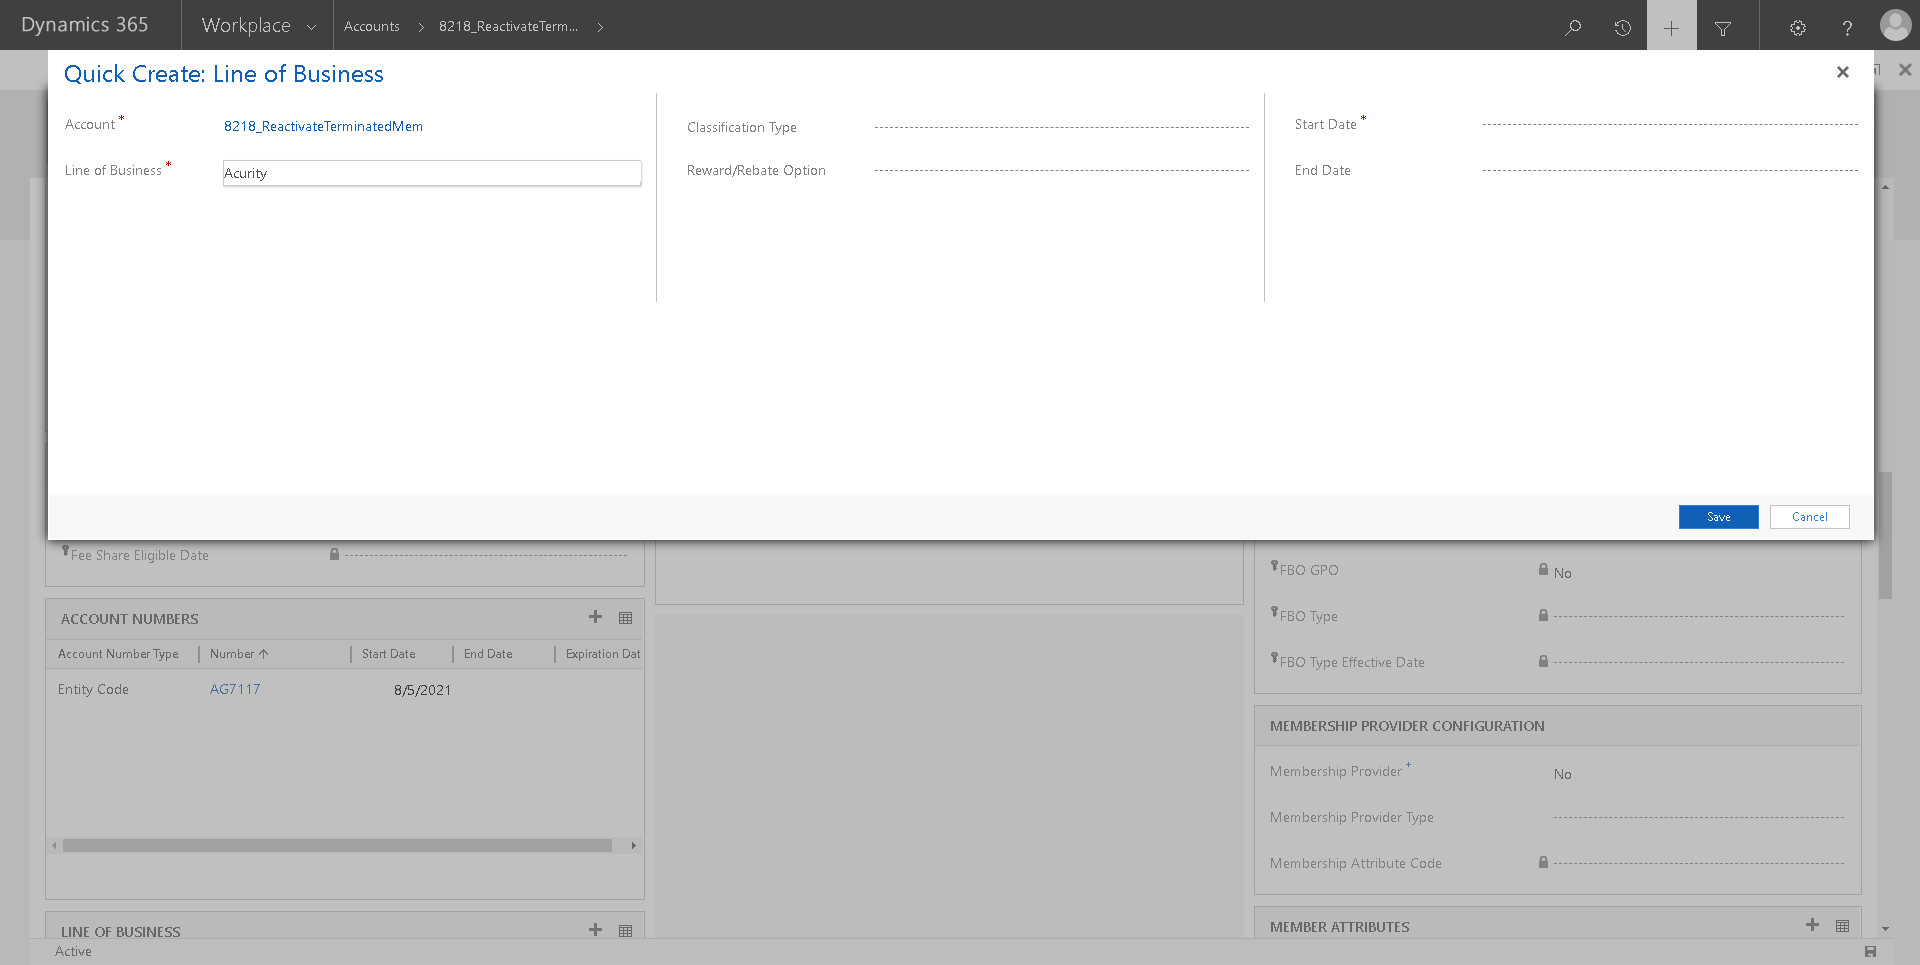 Dynamics 365
Workplace
Accounts
8218_ReactivateTerm...
Quick Create: Line of Business
Account *
8218_ReactivateTerminatedMem
Line of Business *
Acurity
Classification Type
Reward/Rebate Option
Start Date *
End Date
Save
Cancel
Fee Share Eligible Date
ACCOUNT NUMBERS
Account Number Type
Number
Start Date
End Date
Expiration Dat
Entity Code
AG7117
8/5/2021
LINE OF BUSINESS
FBO GPO
No
FBO Type
FBO Type Effective Date
MEMBERSHIP PROVIDER CONFIGURATION
Membership Provider +
No
Membership Provider Type
Membership Attribute Code
MEMBER ATTRIBUTES
Active